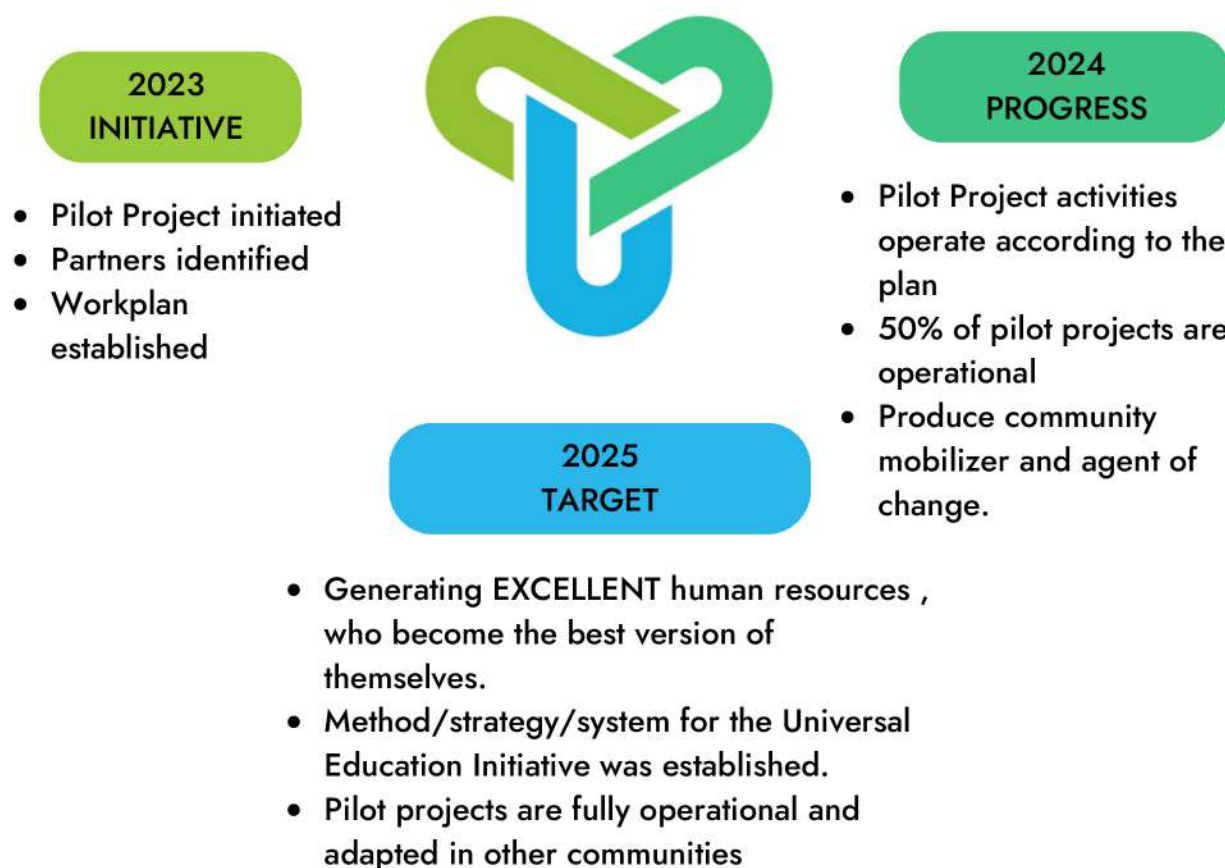 2023
INITIATIVE
• Pilot Project initiated
• Partners identified
• Workplan
established
2024
PROGRESS
• Pilot Project activities
operate according to the
plan
• 50% of pilot projects are
operational
• Produce community
mobilizer and agent of
change.
2025
TARGET
• Generating EXCELLENT human resources ,
who become the best version of
themselves.
• Method/strategy/system for the Universal
Education Initiative was established.
• Pilot projects are fully operational and
adapted in other communities